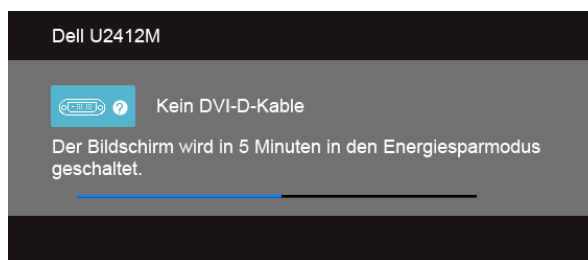 Dell U2412M
Kein DVI-D-Kable
Der Bildschirm wird in 5 Minuten in den Energiesparmodus
geschaltet.